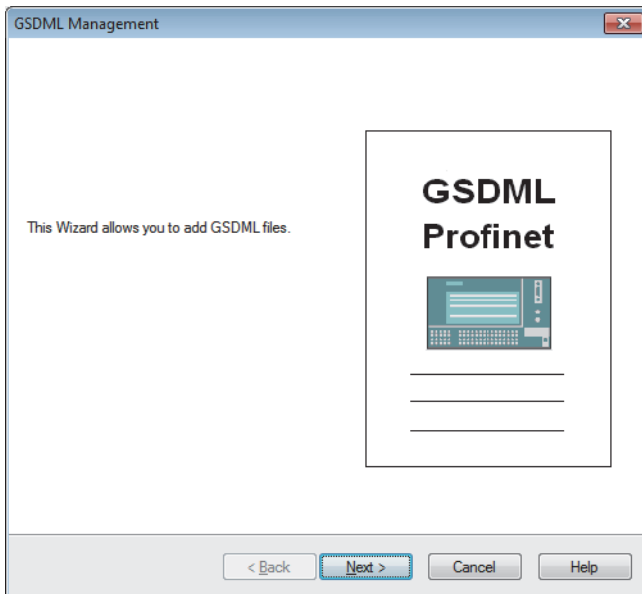 GSDML Management
This Wizard allows you to add GSDML files.
GSDML
Profinet
< Back
Next >
Cancel
Help